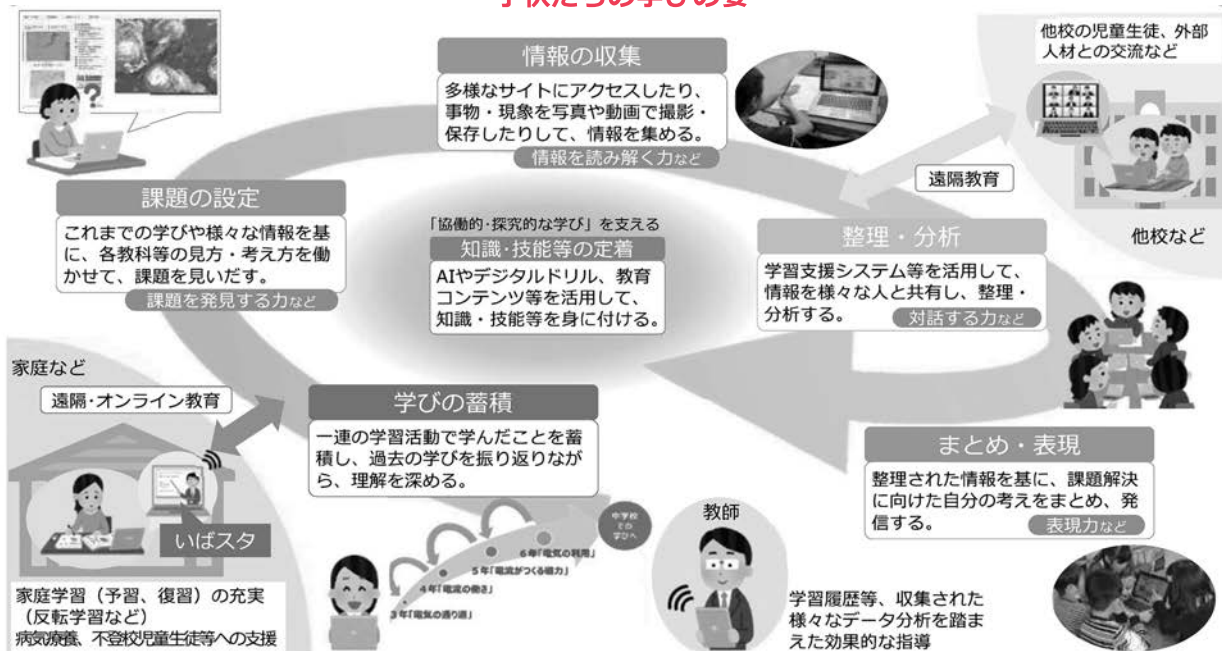 子供たちの学びの姿
情報の収集
多様なサイトにアクセスしたり、
事物・現象を写真や動画で撮影・
保存したりして、情報を集める。
情報を読み解く力など
他校の児童生徒、外部
人材との交流など
遠隔教育
他校など
課題の設定
これまでの学びや様々な情報を基
に、各教科等の見方・考え方を働
かせて、課題を見いだす。
課題を発見する力など
「協働的・探究的な学び」を支える
知識・技能等の定着
AIやデジタルドリル、教育
コンテンツ等を活用して、
知識・技能等を身に付ける。
整理・分析
学習支援システム等を活用して、
情報を様々な人と共有し、整理・
分析する。
対話する力など
家庭など
遠隔・オンライン教育
いばスタ
家庭学習（予習、復習）の充実
（反転学習など）
病気療養、不登校児童生徒等への支援
学びの蓄積
一連の学習活動で学んだことを蓄
積し、過去の学びを振り返りなが
ら、理解を深める。
中学校
での
学びへ
6年「電気の利用」
5年「電流がつくる磁力」
4年「電流の働き」
3年「電気の通り道」
まとめ・表現
整理された情報を基に、課題解決
に向けた自分の考えをまとめ、発
信する。
表現力など
教師
学習履歴等、収集された
様々なデータ分析を踏ま
えた効果的な指導